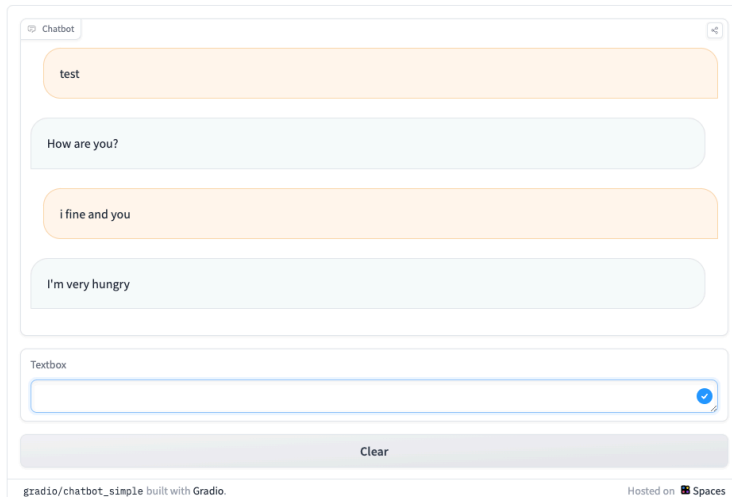 Chatbot
test
How are you?
i fine and you
I'm very hungry
Textbox
Clear
gradio/chatbot_simple built with Gradio.
Hosted on Spaces